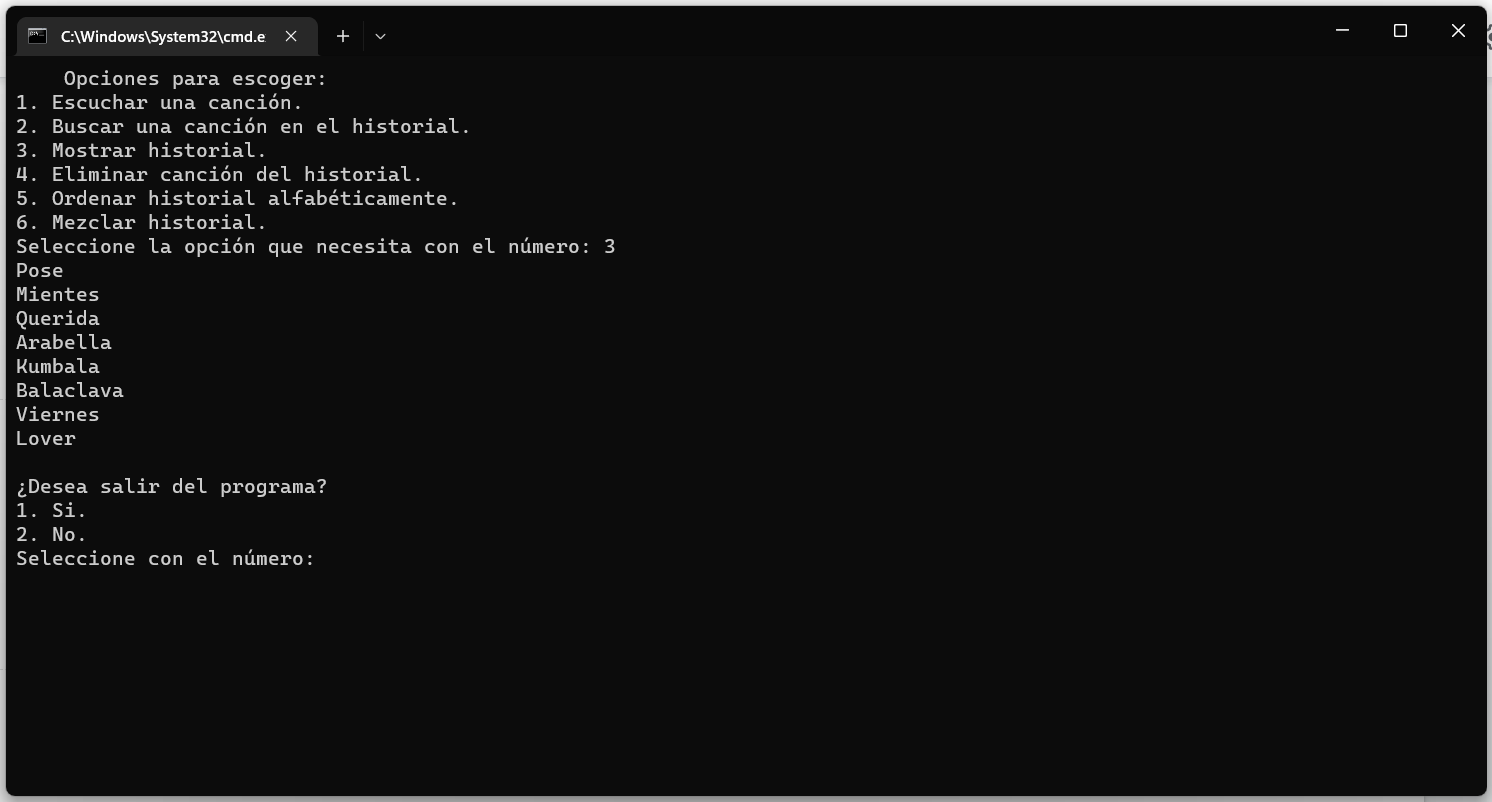 C:\Windows\System32\cmd.e
Opciones para escoger:
1. Escuchar una canción.
2. Buscar una canción en el historial.
3. Mostrar historial.
4. Eliminar canción del historial.
5. Ordenar historial alfabéticamente.
6. Mezclar historial.
Seleccione la opción que necesita con el número: 3
Pose
Mientes
Querida
Arabella
Kumbala
Balaclava
Viernes
Lover
¿Desea salir del programa?
1. Si.
2. No.
Seleccione con el número: